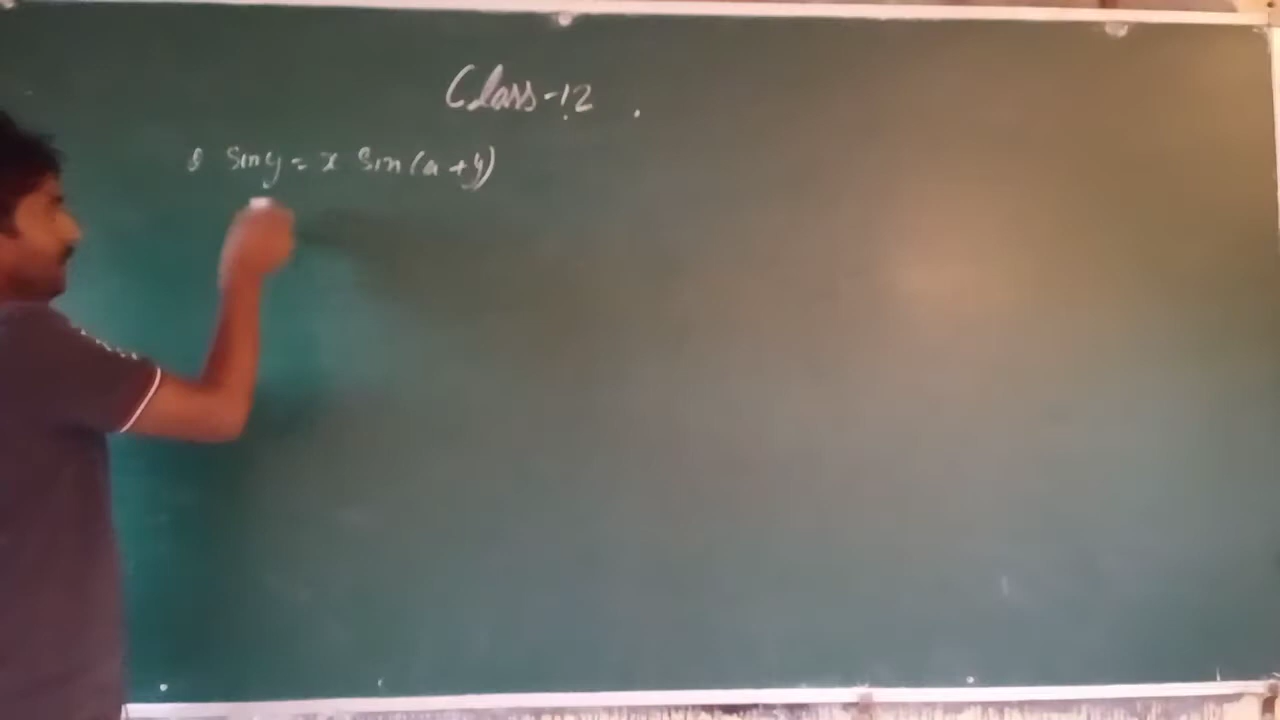 Class-12.
sin y = x sin(a+y)